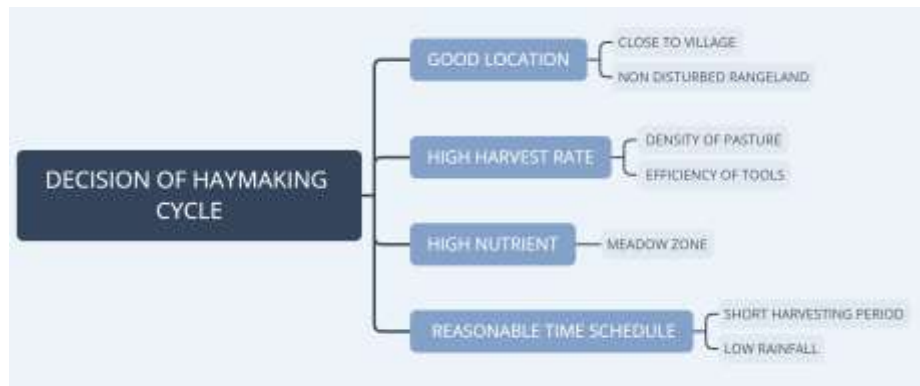 DECISION OF HAYMAKING
CYCLE
GOOD LOCATION
CLOSE TO VILLAGE
NON DISTURBED RANGELAND
HIGH HARVEST RATE
DENSITY OF PASTURE
EFFICIENCY OF TOOLS
HIGH NUTRIENT
MEADOW ZONE
REASONABLE TIME SCHEDULE
SHORT HARVESTING PERIOD
LOW RAINFALL